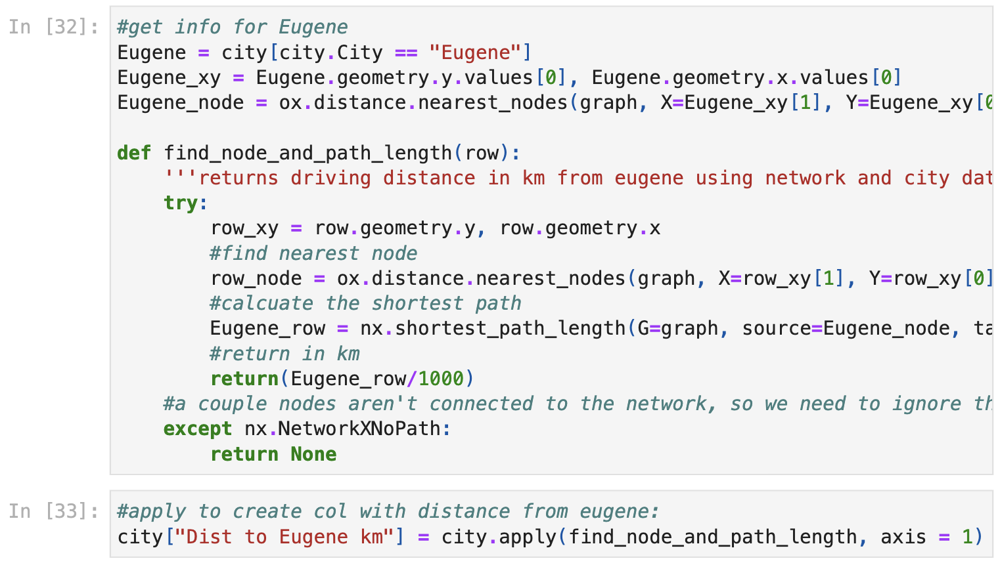 In [32]:
#get info for Eugene
Eugene = city[city.City == "Eugene"]
Eugene_xy = Eugene.geometry.y.values[0], Eugene.geometry.x.values[0]
Eugene_node = ox.distance.nearest_nodes(graph, X=Eugene_xy[1], Y=Eugene_xy[0
def find_node_and_path_length(row):
'''returns driving distance in km from eugene using network and city dat
try:
row_xy = row.geometry.y, row.geometry.x
#find nearest node
row_node = ox.distance.nearest_nodes(graph, X=row_xy[1], Y=row_xy[0]
#calcuate the shortest path
Eugene_row = nx.shortest_path_length(G=graph, source=Eugene_node, ta
#return in km
return(Eugene_row/1000)
#a couple nodes aren't connected to the network, so we need to ignore th
except nx.NetworkXNoPath:
return None
In [33]:
#apply to create col with distance from eugene:
city["Dist to Eugene km"] = city.apply(find_node_and_path_length, axis = 1)